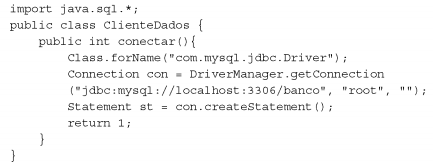 import java.sql.*;
public class ClienteDados {
    public int conectar(){
        Class.forName("com.mysql.jdbc.Driver");
        Connection con = DriverManager.getConnection
        ("jdbc:mysql://localhost:3306/banco", "root", "");
        Statement st = con.createStatement();
        return 1;
    }
}